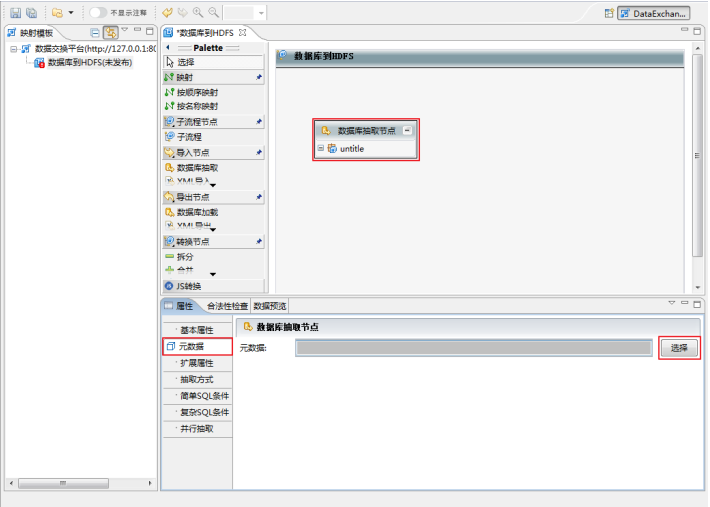 不显示注释
DataExchan...
映射模板
数据交换平台(http://127.0.0.1:80
数据库到HDFS(未发布)
*数据库到HDFS
Palette
选择
映射
按顺序映射
按名称映射
子流程节点
子流程
导入节点
数据库抽取
XML导入
导出节点
数据库加载
XML导出
转换节点
拆分
合并
JS转换
数据库到HDFS
数据库抽取节点
untitle
属性 合法性检查 数据预览
基本属性
元数据
扩展属性
抽取方式
简单SQL条件
复杂SQL条件
并行抽取
数据库抽取节点
元数据:
选择